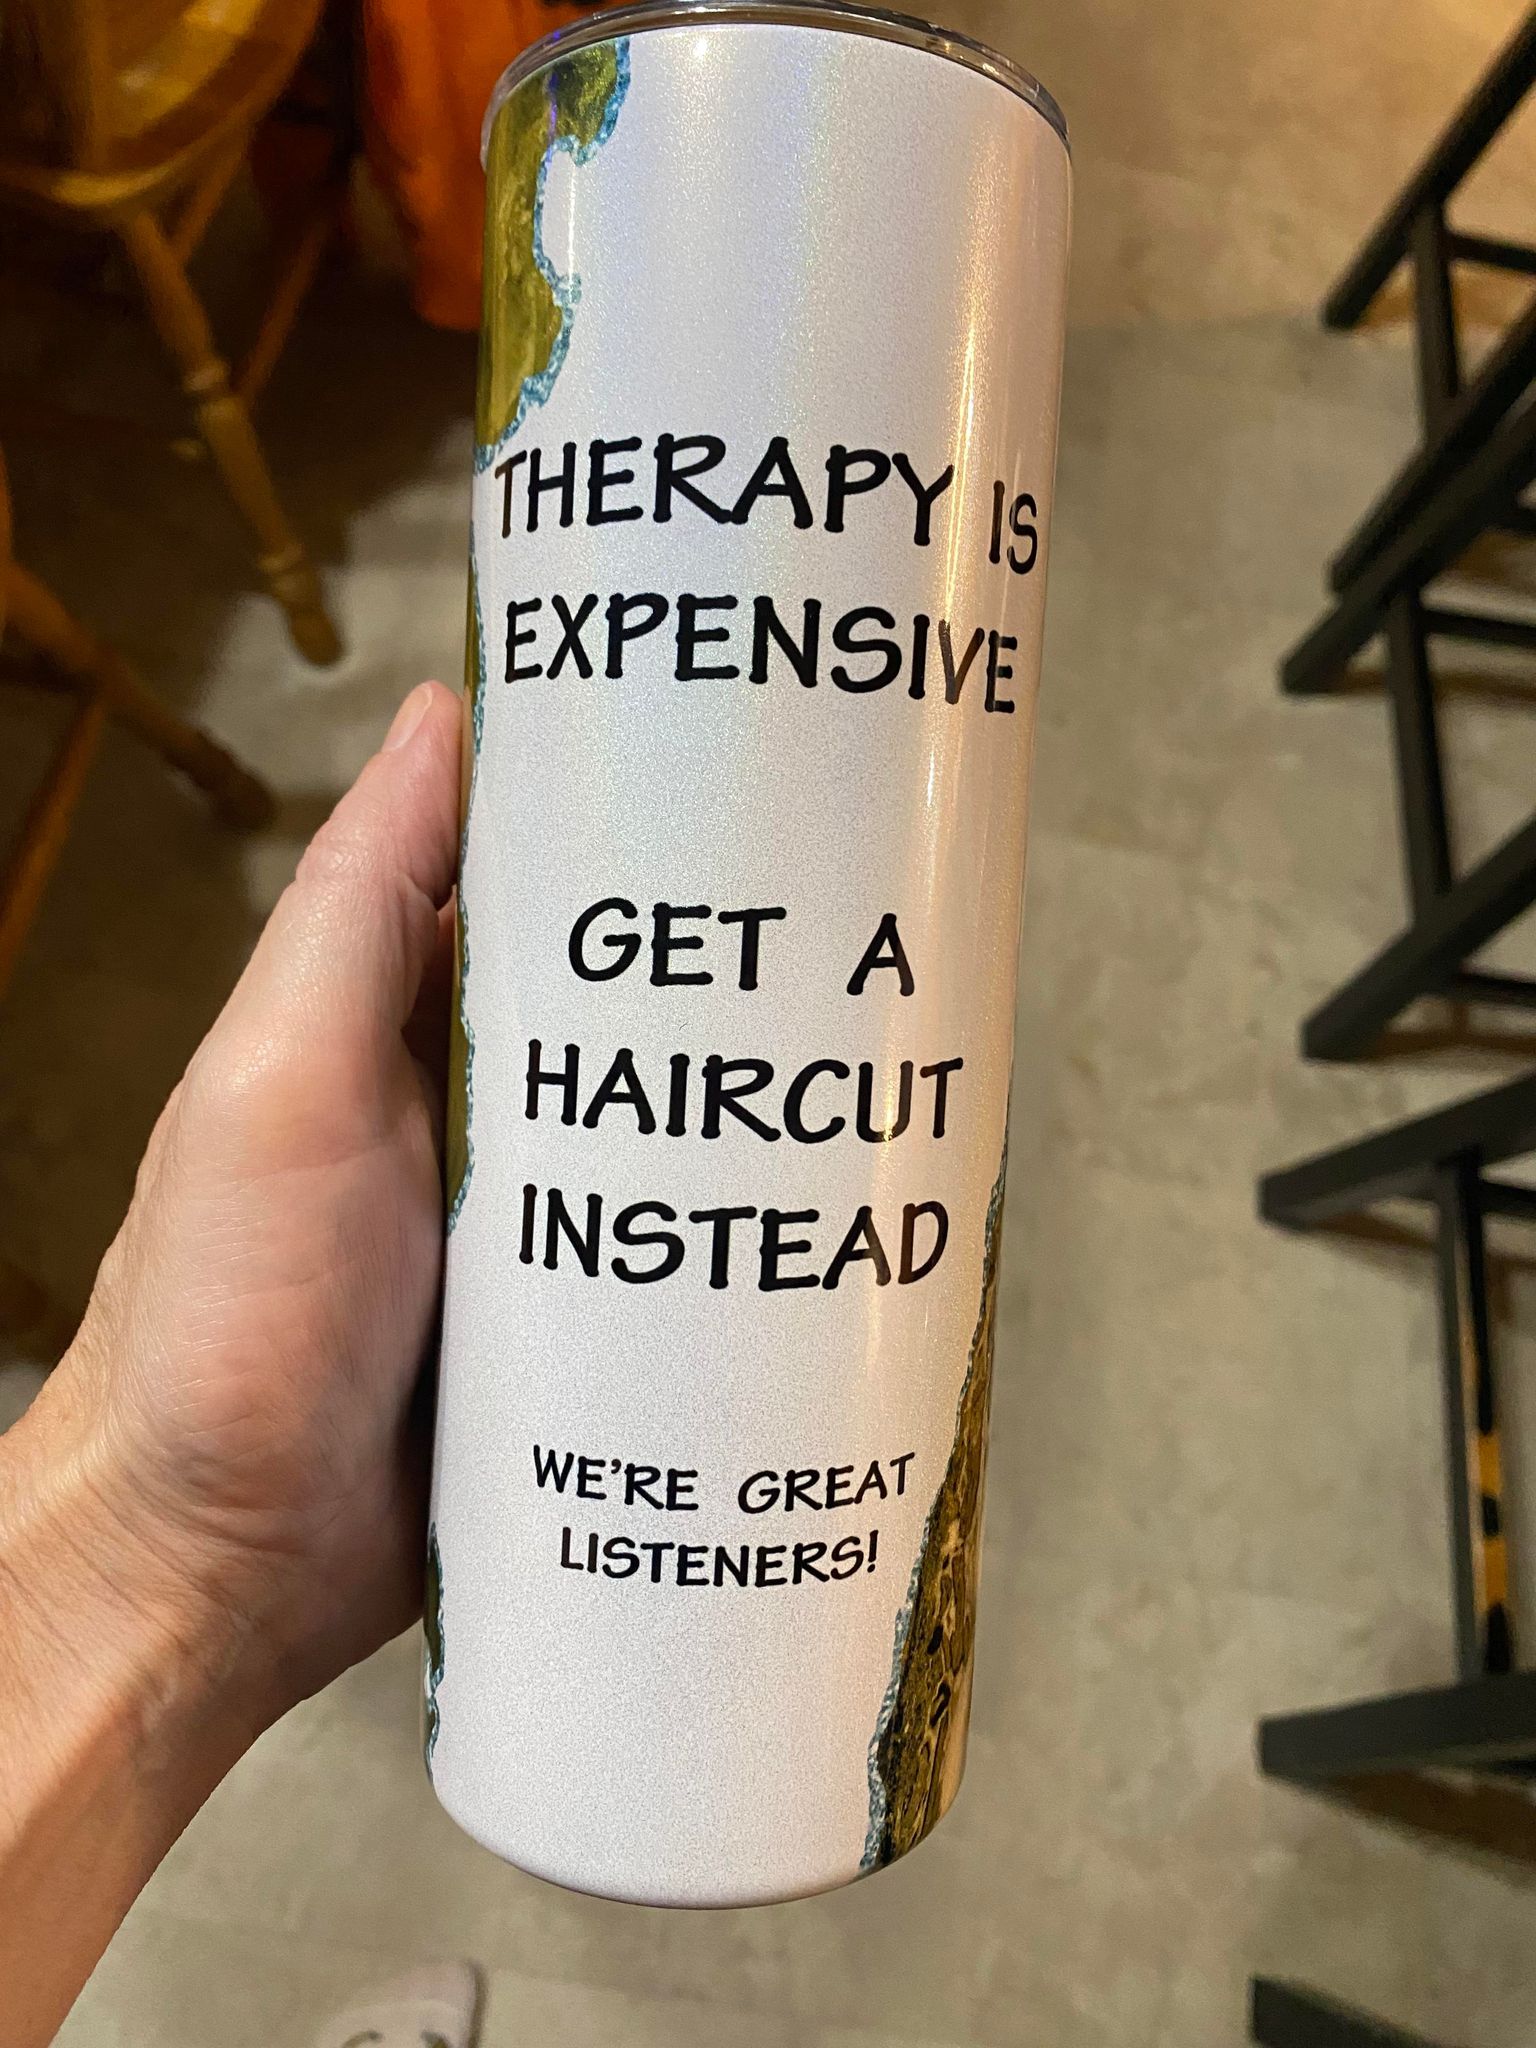 THERAPY IS
EXPENSIVE
GET A
HAIRCUT
INSTEAD
WE'RE GREAT
LISTENERS!